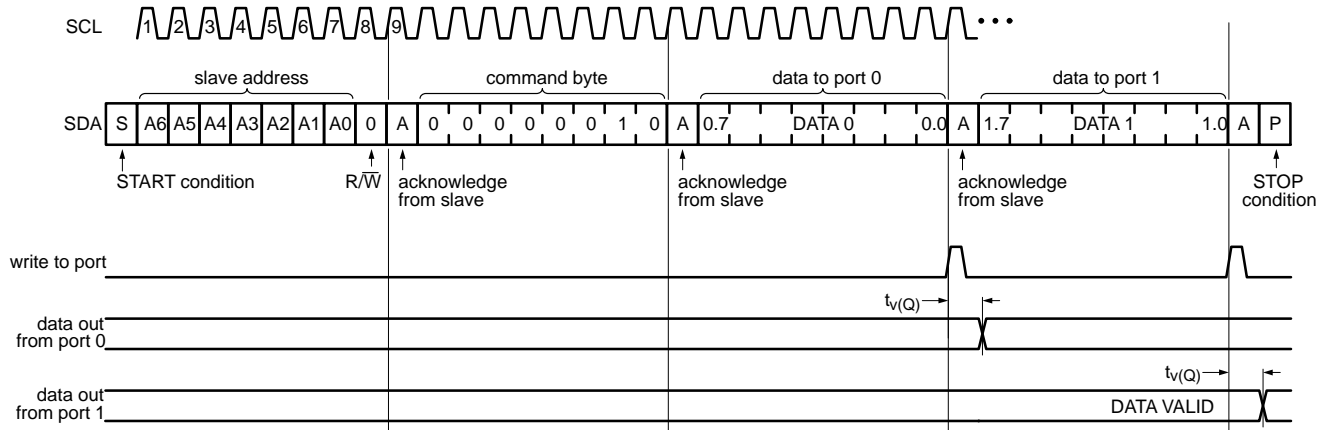 SCL 1 2 3 4 5 6 7 8 9 •••
slave address command byte data to port 0 data to port 1
SDA S A6 A5 A4 A3 A2 A1 A0 0 A 0 0 0 0 0 0 1 0 A 0.7 DATA 0 0.0 A 1.7 DATA 1 1.0 A P
START condition R/W̅ acknowledge from slave acknowledge from slave acknowledge from slave STOP condition
write to port
tv(Q)
data out
from port 0
tv(Q)
data out
from port 1 DATA VALID